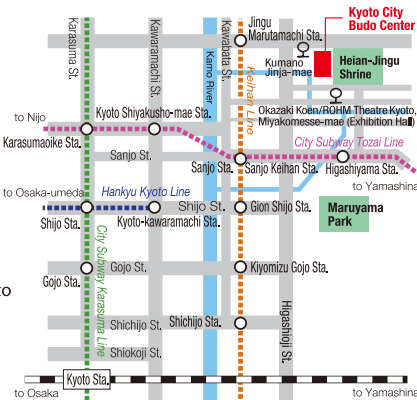 Karasuma St.
Kawaramachi St.
Kamo River
Kawabata St.
Jingu
Marutamachi Sta.
Kyoto City
Budo Center
Kumano
Jinja-mae
Heian-Jingu
Shrine
Keihan Line
to Nijo
Kyoto Shiyakusho-mae Sta.
Okazaki Koen/ROHM Theatre Kyoto,
Miyakomesse-mae (Exhibition Hall)
Karasumaoike Sta.
City Subway Tozai Line
Sanjo St.
Sanjo Sta.
Sanjo Keihan Sta.
Higashiyama Sta.
to Osaka-umeda
Hankyu Kyoto Line
to Yamashina
Shijo St.
Shijo Sta.
Kyoto-kawaramachi Sta.
Gion Shijo Sta.
Maruyama
Park
City Subway Karasuma Line
Gojo St.
Gojo Sta.
Kiyomizu Gojo Sta.
to
Higashioji St.
Shichijo St.
Shichijo Sta.
Shiokoji St.
Kyoto Sta.
to Osaka
to Yamashina